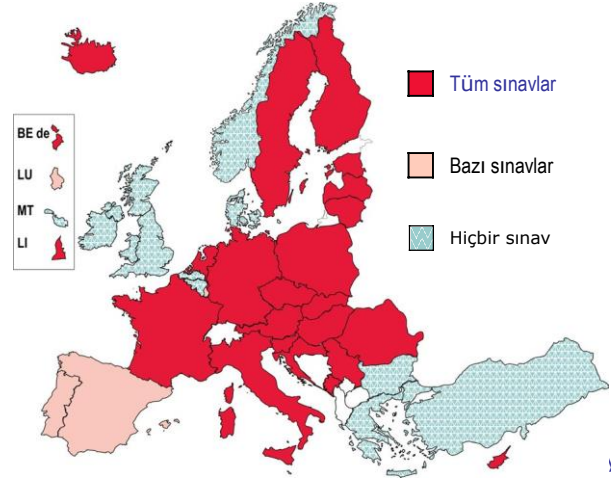 Tüm sınavlar
BE de
LU
Bazı sınavlar
MT
Hiçbir sınav
LI